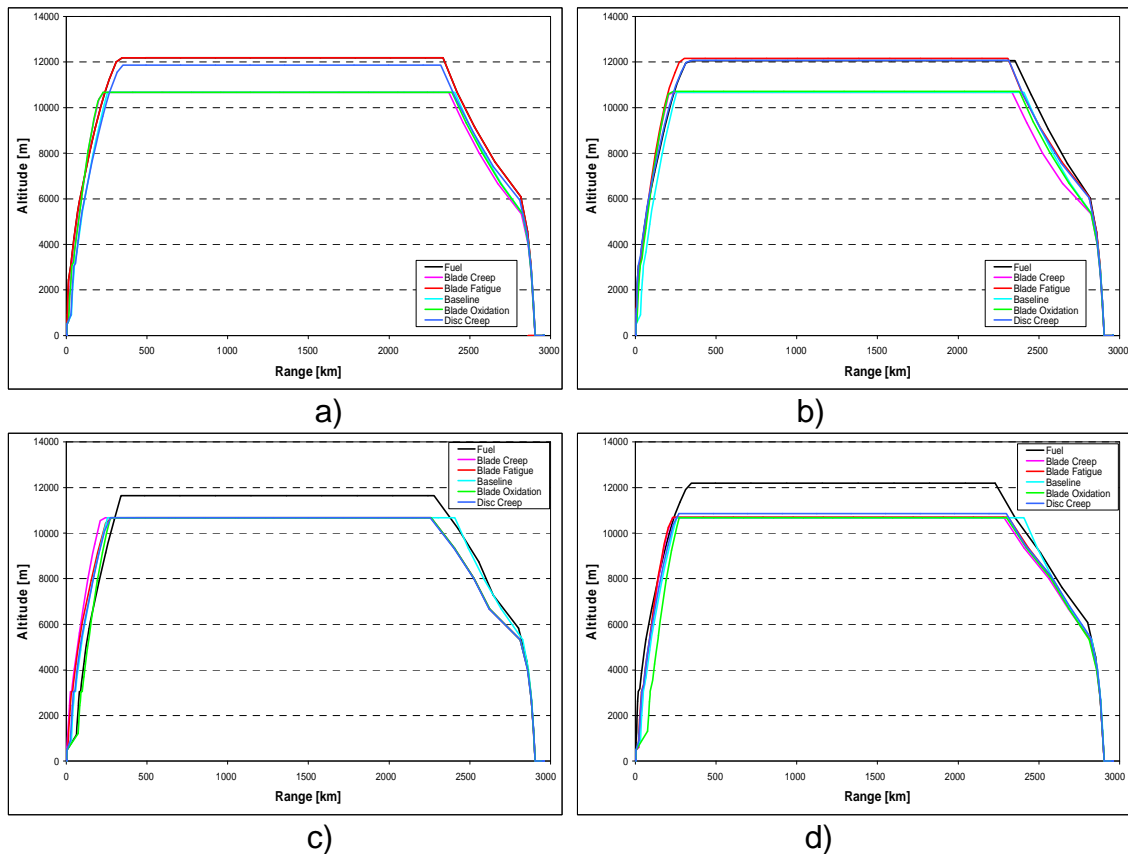 14000
12000
10000
8000
6000
4000
2000
0
Altitude [m]
Fuel
Blade Creep
Blade Fatigue
Baseline
Blade Oxidation
Disc Creep
0 500 1000 1500 2000 2500 3000
Range [km]
a)
14000
12000
10000
8000
6000
4000
2000
0
Altitude [m]
Fuel
Blade Creep
Blade Fatigue
Baseline
Blade Oxidation
Disc Creep
0 500 1000 1500 2000 2500 3000
Range [km]
b)
14000
12000
10000
8000
6000
4000
2000
0
Altitude [m]
Fuel
Blade Creep
Blade Fatigue
Baseline
Blade Oxidation
Disc Creep
0 500 1000 1500 2000 2500 3000
Range [km]
c)
14000
12000
10000
8000
6000
4000
2000
0
Altitude [m]
Fuel
Blade Creep
Blade Fatigue
Baseline
Blade Oxidation
Disc Creep
0 500 1000 1500 2000 2500 3000
Range [km]
d)